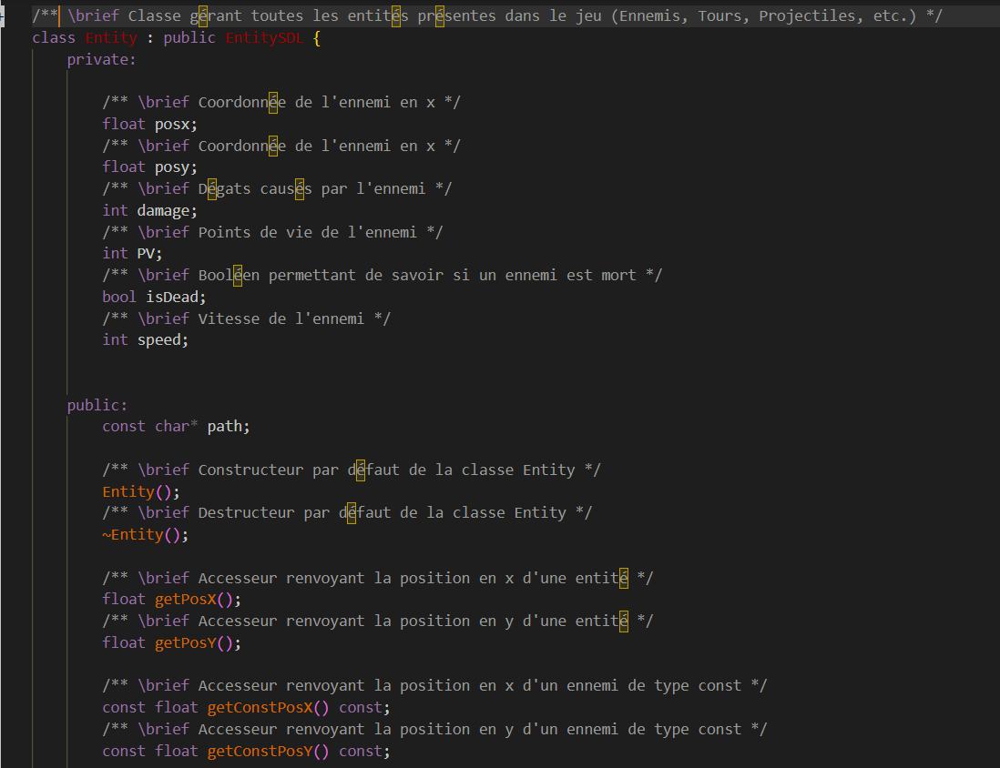 /** \brief Classe gérant toutes les entités présentes dans le jeu (Ennemis, Tours, Projectiles, etc.) */
class Entity : public EntitySDL {
    private:

        /** \brief Coordonnée de l'ennemi en x */
        float posx;
        /** \brief Coordonnée de l'ennemi en x */
        float posy;
        /** \brief Dégats causés par l'ennemi */
        int damage;
        /** \brief Points de vie de l'ennemi */
        int PV;
        /** \brief Booléen permettant de savoir si un ennemi est mort */
        bool isDead;
        /** \brief Vitesse de l'ennemi */
        int speed;


    public:
        const char* path;

        /** \brief Constructeur par défaut de la classe Entity */
        Entity();
        /** \brief Destructeur par défaut de la classe Entity */
        ~Entity();

        /** \brief Accesseur renvoyant la position en x d'une entité */
        float getPosX();
        /** \brief Accesseur renvoyant la position en y d'une entité */
        float getPosY();

        /** \brief Accesseur renvoyant la position en x d'un ennemi de type const */
        const float getConstPosX() const;
        /** \brief Accesseur renvoyant la position en y d'un ennemi de type const */
        const float getConstPosY() const;